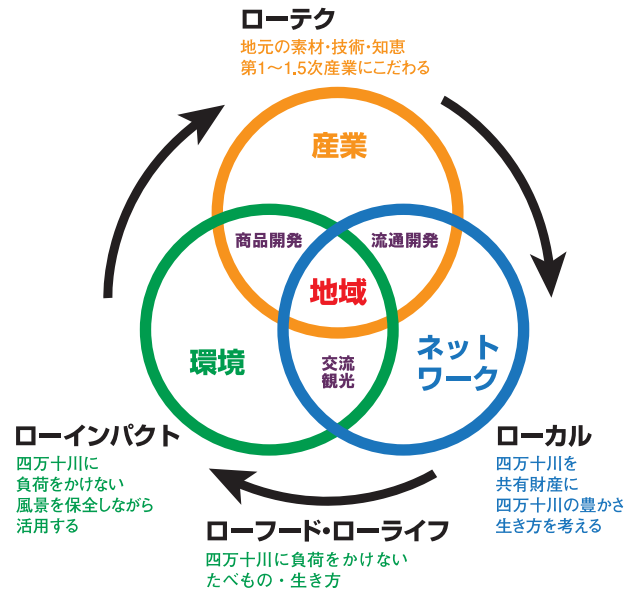 ローテク
地元の素材・技術・知恵
第1～1.5次産業にこだわる
産業
商品開発
流通開発
地域
環境
ネット
ワーク
交流
観光
ローインパクト
四万十川に
負荷をかけない
風景を保全しながら
活用する
ローカル
四万十川を
共有財産に
四万十川の豊かさ
生き方を考える
ローフード・ローライフ
四万十川に負荷をかけない
たべもの・生き方